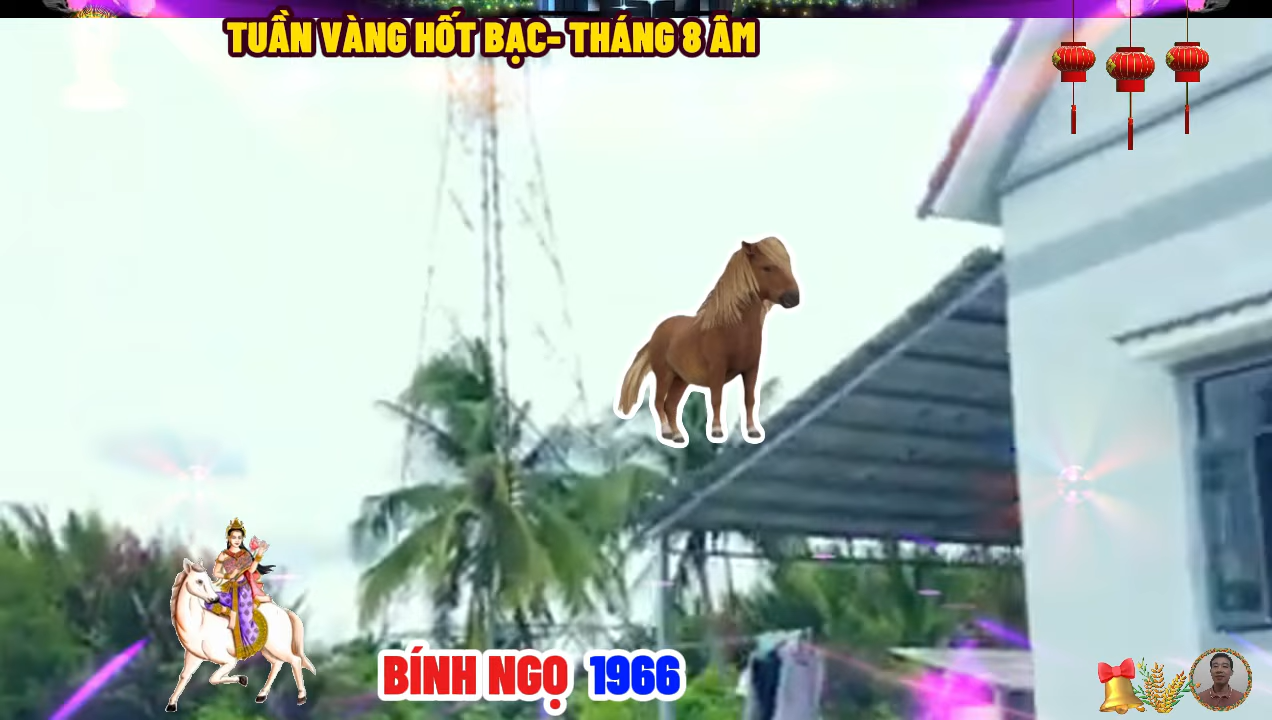 TUẦN VÀNG HỐT BẠC- THÁNG 8 ÂM
BÍNH NGỌ 1966